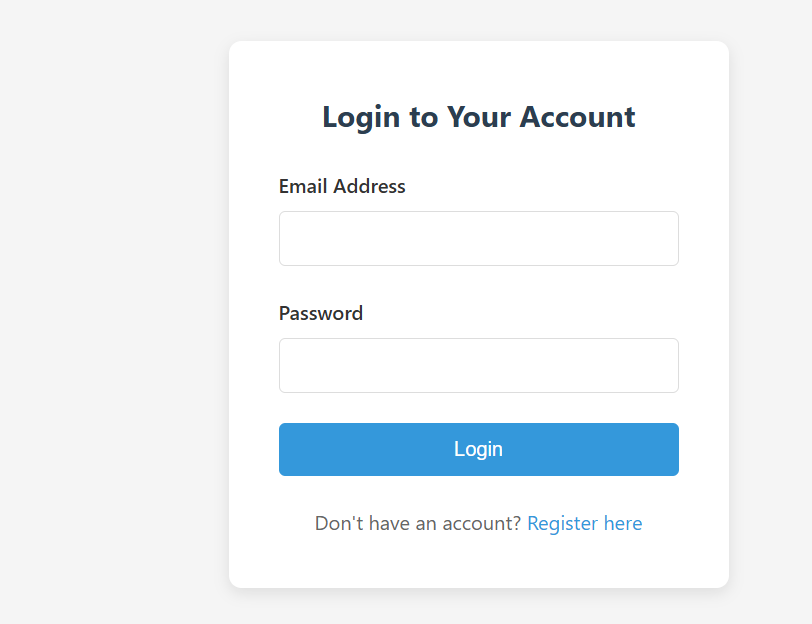 Login to Your Account
Email Address
Password
Login
Don't have an account? Register here